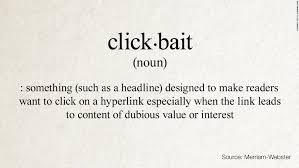 click·bait
(noun)
: something (such as a headline) designed to make readers
want to click on a hyperlink especially when the link leads
to content of dubious value or interest
Source: Merriam-Webster